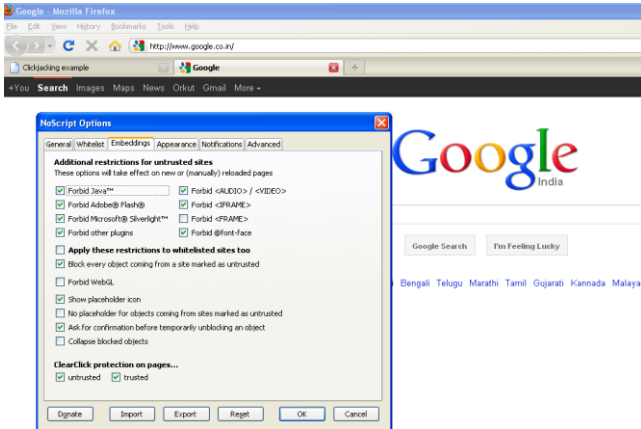 Google - Mozilla Firefox
File Edit View History Bookmarks Tools Help
http://www.google.co.in/
Clickjacking example Google
+You Search Images Maps News Orkut Gmail More
NoScript Options
General Whitelist Embeddings Appearance Notifications Advanced
Additional restrictions for untrusted sites
These options will take effect on new or (manually) reloaded pages
Forbid Java™ Forbid <AUDIO> / <VIDEO>
Forbid Adobe® Flash® Forbid <IFRAME>
Forbid Microsoft® Silverlight™ Forbid <FRAME>
Forbid other plugins Forbid @font-face
Apply these restrictions to whitelisted sites too
Block every object coming from a site marked as untrusted
Forbid WebGL
Show placeholder icon
No placeholder for objects coming from sites marked as untrusted
Ask for confirmation before temporarily unblocking an object
Collapse blocked objects
ClearClick protection on pages...
untrusted trusted
Donate Import Export Reset OK Cancel
Google
India
Google Search I'm Feeling Lucky
Bengali Telugu Marathi Tamil Gujarati Kannada Malaya